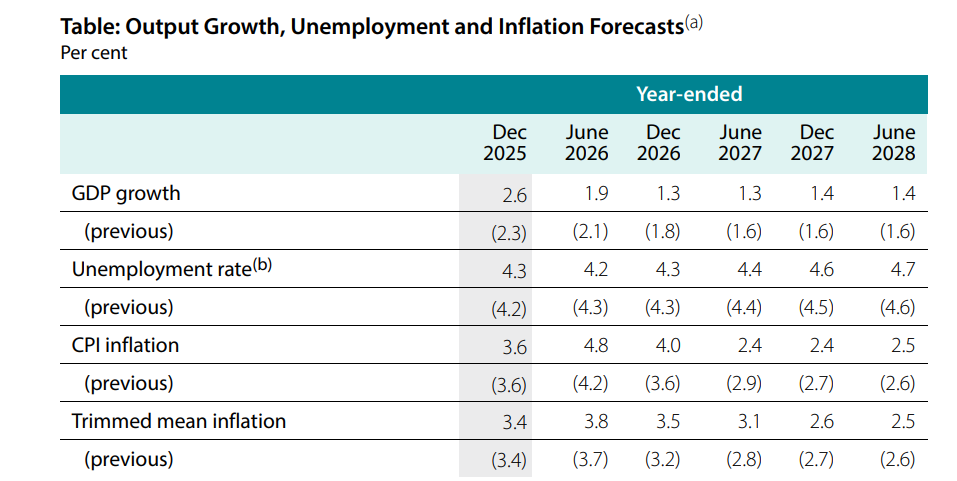 Table: Output Growth, Unemployment and Inflation Forecasts(a)
Per cent
Year-ended
Dec 2025 June 2026 Dec 2026 June 2027 Dec 2027 June 2028
GDP growth 2.6 1.9 1.3 1.3 1.4 1.4
(previous) (2.3) (2.1) (1.8) (1.6) (1.6) (1.6)
Unemployment rate(b) 4.3 4.2 4.3 4.4 4.6 4.7
(previous) (4.2) (4.3) (4.3) (4.4) (4.5) (4.6)
CPI inflation 3.6 4.8 4.0 2.4 2.4 2.5
(previous) (3.6) (4.2) (3.6) (2.9) (2.7) (2.6)
Trimmed mean inflation 3.4 3.8 3.5 3.1 2.6 2.5
(previous) (3.4) (3.7) (3.2) (2.8) (2.7) (2.6)